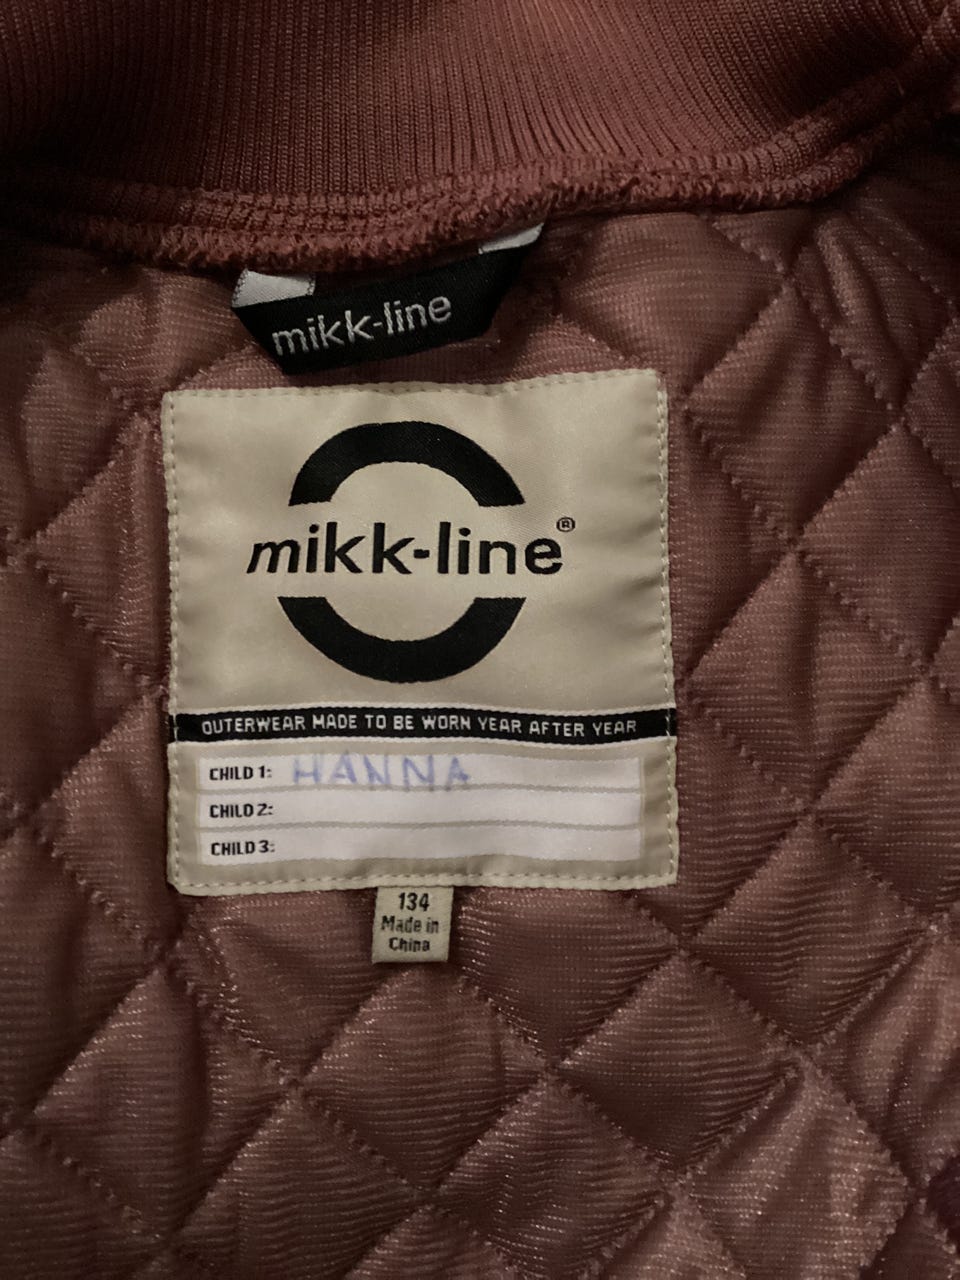 mikk-line
mikk-line®
OUTERWEAR MADE TO BE WORN YEAR AFTER YEAR
CHILD 1: HANNA
CHILD 2:
CHILD 3:
134
Made in
China